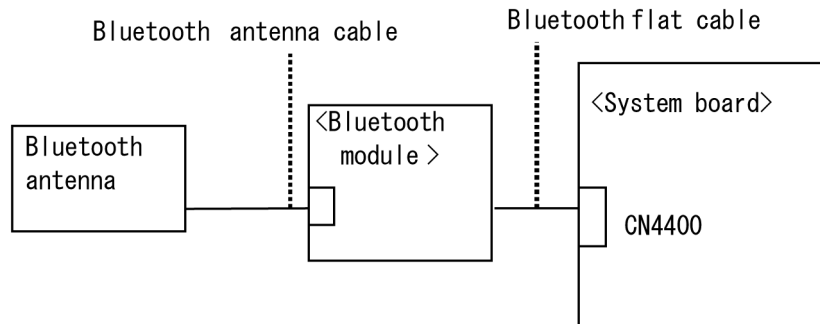 Bluetooth antenna cable
Bluetooth flat cable
<System board>
<Bluetooth
module >
Bluetooth
antenna
CN4400